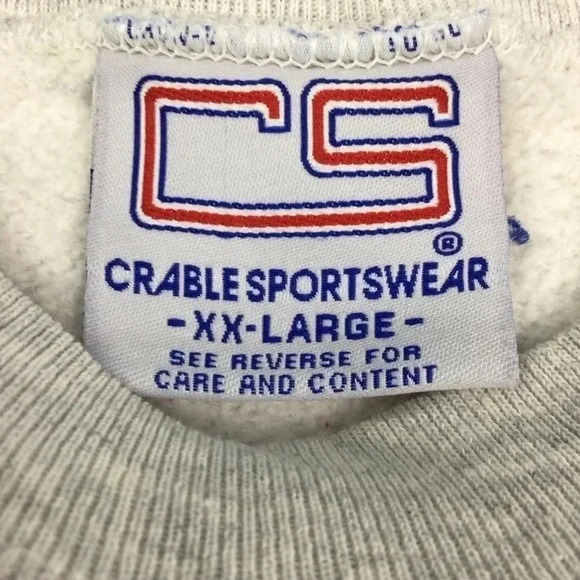 CS
®
CRABLE SPORTSWEAR
-XX-LARGE-
SEE REVERSE FOR
CARE AND CONTENT